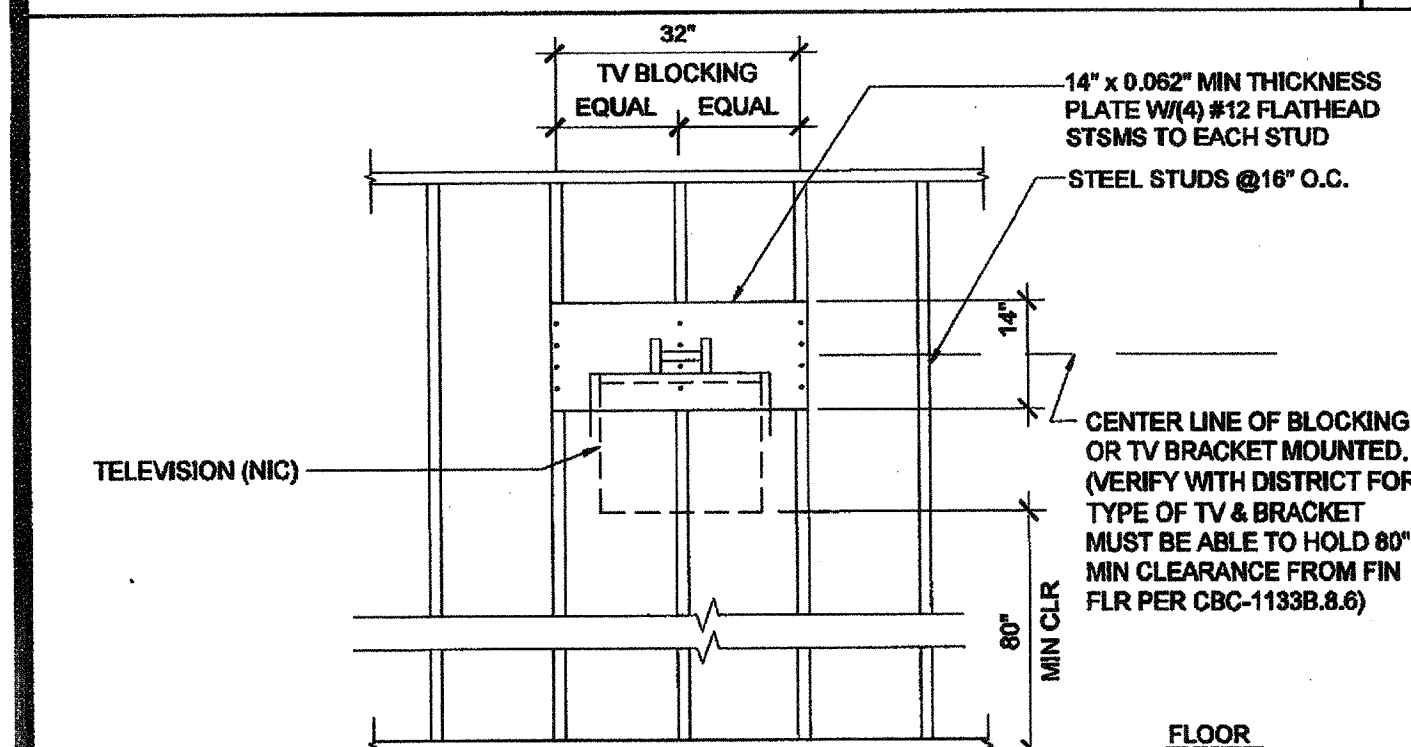 32"
TV BLOCKING
EQUAL EQUAL
14" x 0.062" MIN THICKNESS
PLATE W/(4) #12 FLATHEAD
STSMS TO EACH STUD
STEEL STUDS @16" O.C.
14"
CENTER LINE OF BLOCKING
OR TV BRACKET MOUNTED.
(VERIFY WITH DISTRICT FOR
TYPE OF TV & BRACKET
MUST BE ABLE TO HOLD 80"
MIN CLEARANCE FROM FIN
FLR PER CBC-1133B.8.6)
TELEVISION (NIC)
80"
MIN CLR
FLOOR